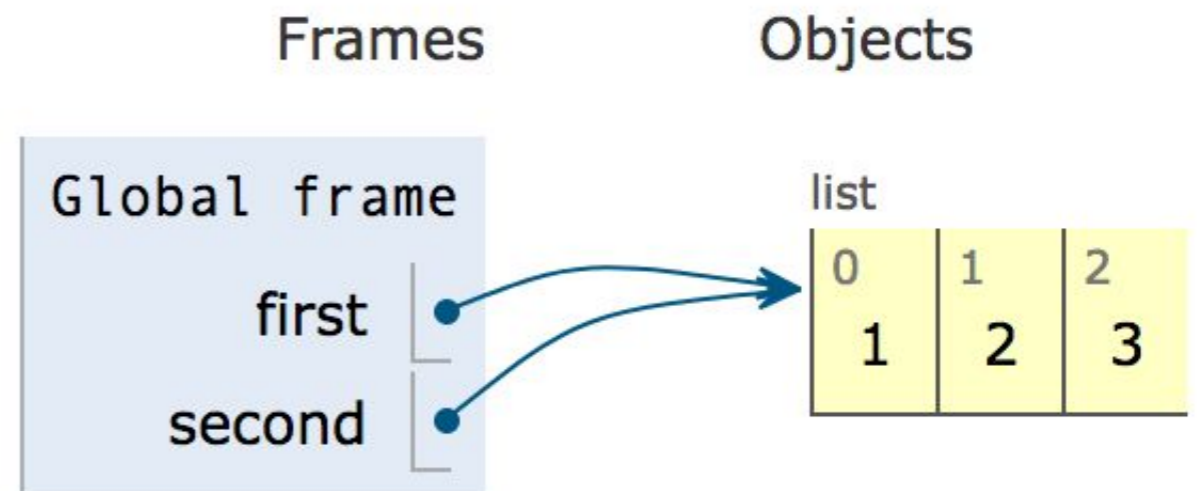 Frames Objects
Global frame
list
first
0 1 2
1 2 3
second